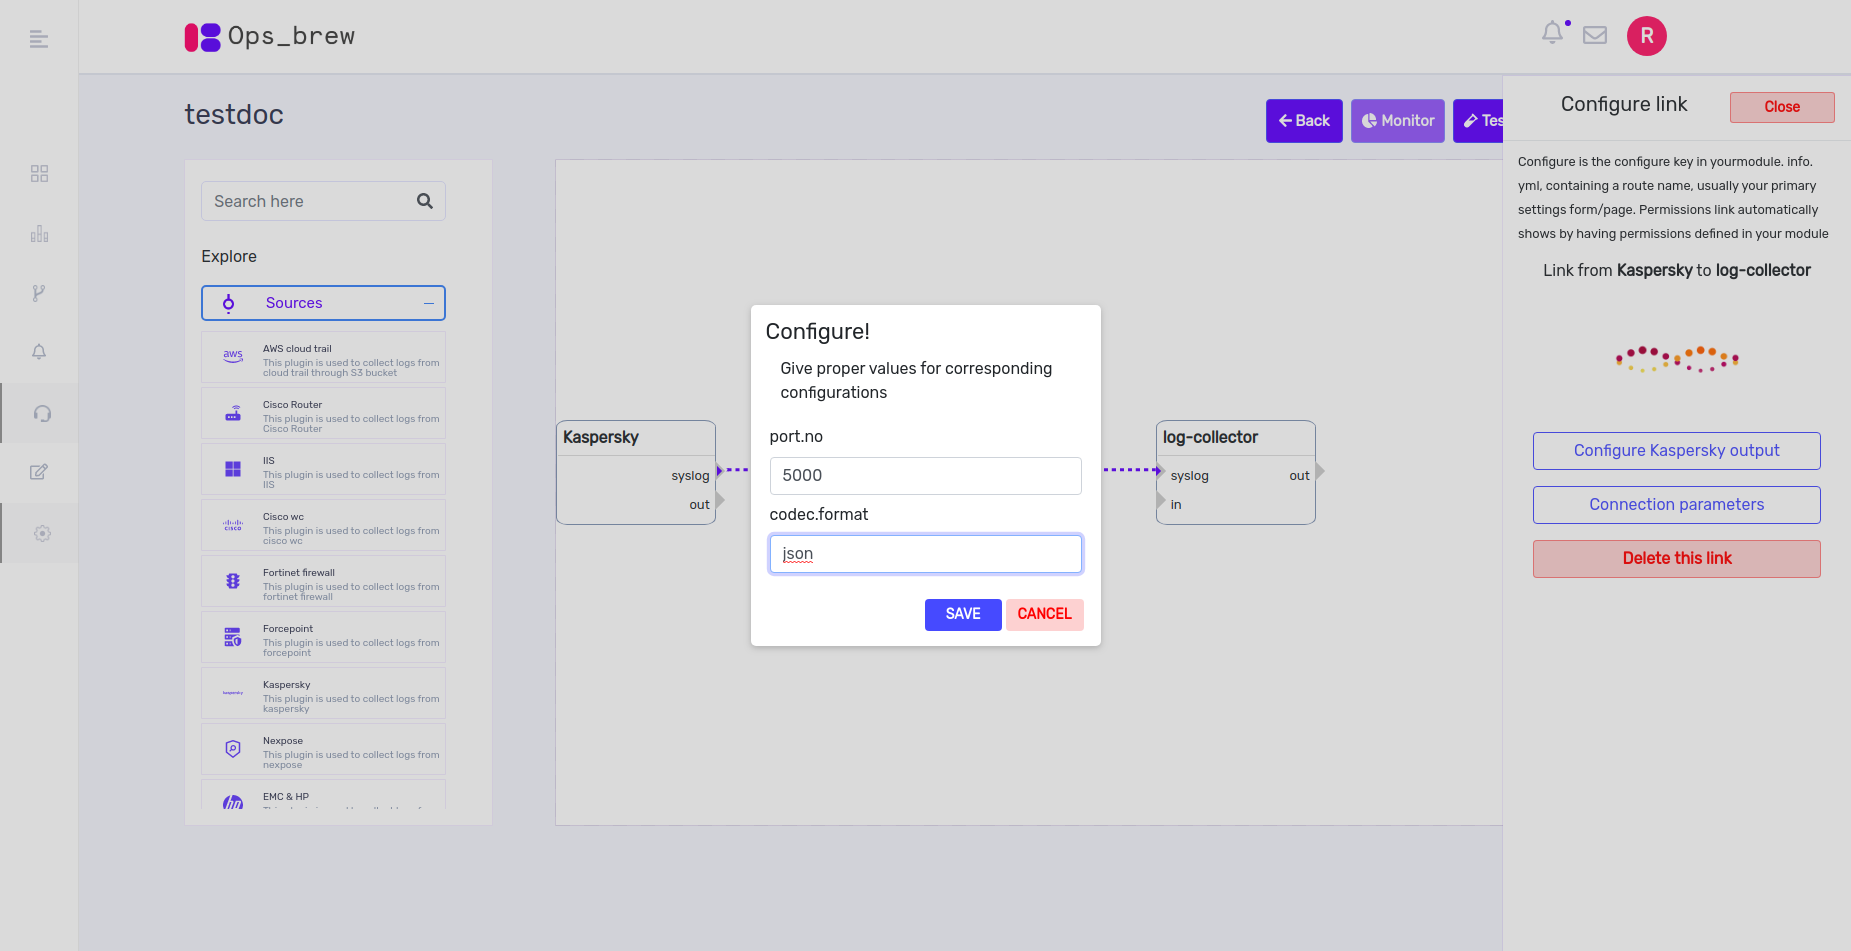 Ops_brew
R
testdoc
Back
Monitor
Tes
Configure link
Close
Configure is the configure key in yourmodule. info.
yml, containing a route name, usually your primary
settings form/page. Permissions link automatically
shows by having permissions defined in your module
Link from Kaspersky to log-collector
Configure Kaspersky output
Connection parameters
Delete this link
Search here
Explore
Sources
AWS cloud trail
This plugin is used to collect logs from
cloud trail through S3 bucket
Cisco Router
This plugin is used to collect logs from
Cisco Router
IIS
This plugin is used to collect logs from
IIS
Cisco wc
This plugin is used to collect logs from
cisco wc
Fortinet firewall
This plugin is used to collect logs from
fortinet firewall
Forcepoint
This plugin is used to collect logs from
forcepoint
Kaspersky
This plugin is used to collect logs from
kaspersky
Nexpose
This plugin is used to collect logs from
nexpose
EMC & HP
aws
CISCO
kaspersky
hp
Kaspersky
syslog
out
log-collector
syslog
out
in
Configure!
Give proper values for corresponding
configurations
port.no
5000
codec.format
json
SAVE
CANCEL